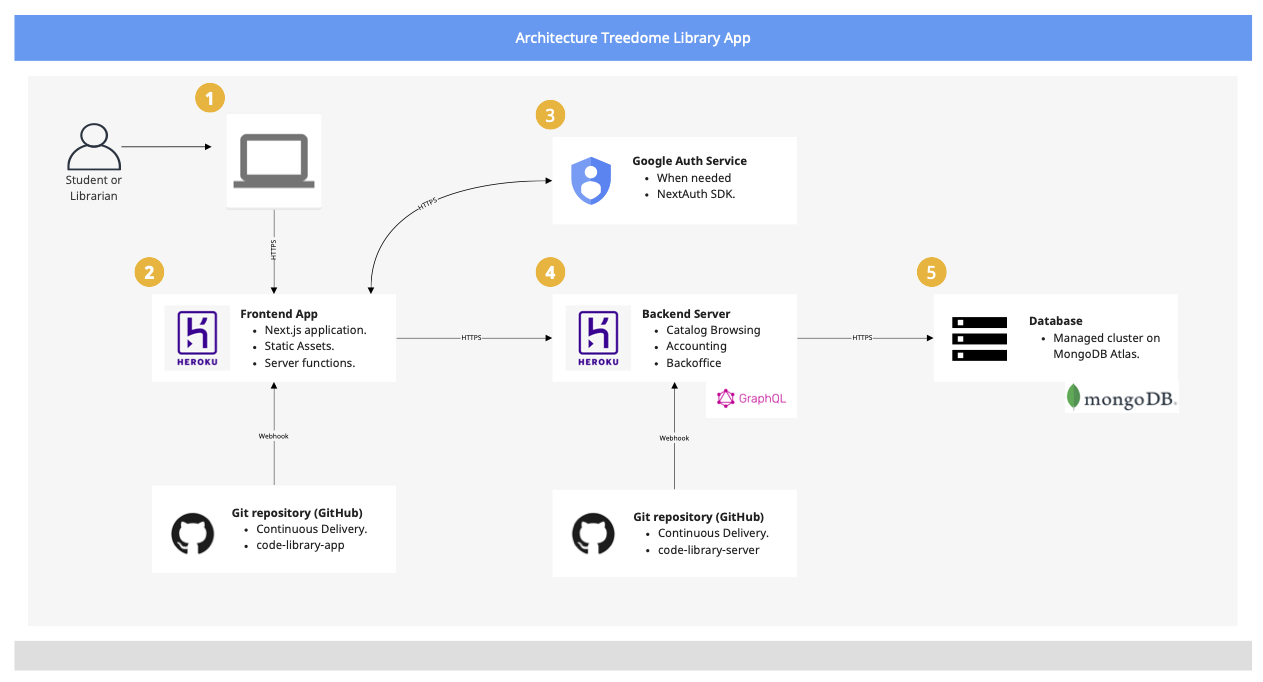 Architecture Treedome Library App
1
Student or
Librarian
HTTPS
3
Google Auth Service
• When needed
• NextAuth SDK.
HTTPS
2
HEROKU
Frontend App
• Next.js application.
• Static Assets.
• Server functions.
HTTPS
4
HEROKU
Backend Server
• Catalog Browsing
• Accounting
• Backoffice
GraphQL
HTTPS
5
Database
• Managed cluster on
MongoDB Atlas.
mongoDB.
Webhook
Webhook
Git repository (GitHub)
• Continuous Delivery.
• code-library-app
Git repository (GitHub)
• Continuous Delivery.
• code-library-server